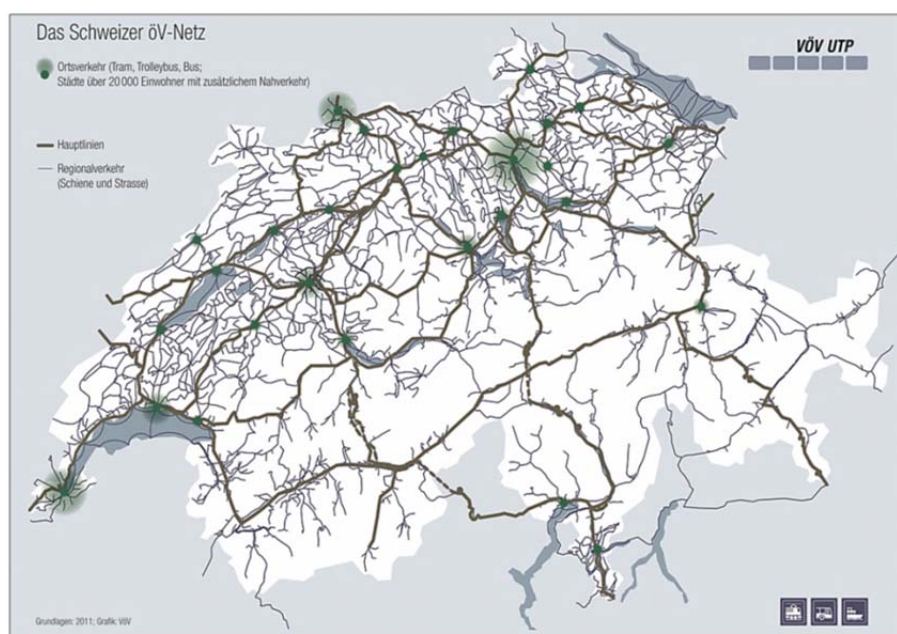 Das Schweizer öV-Netz
VÖV UTP
Ortsverkehr (Tram, Trolleybus, Bus;
Städte über 20 000 Einwohner mit zusätzlichem Nahverkehr)
Hauptlinien
Regionalverkehr
(Schiene und Strasse)
Grundlagen: 2011; Grafik: VöV